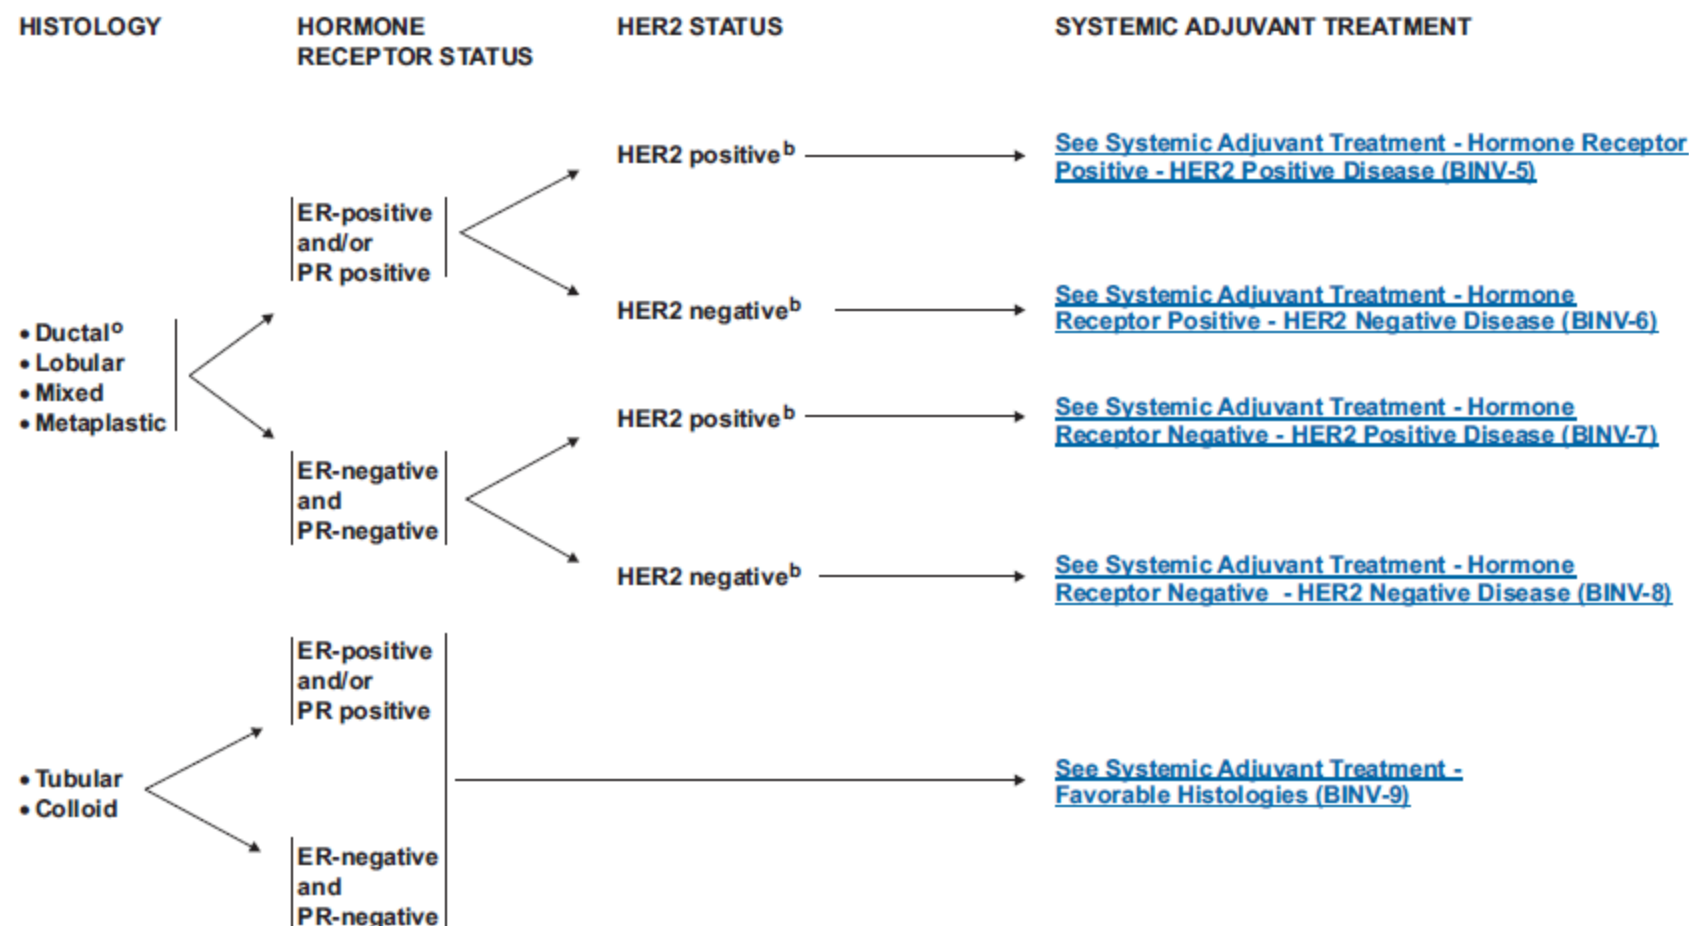 HISTOLOGY
HORMONE
RECEPTOR STATUS
HER2 STATUS
SYSTEMIC ADJUVANT TREATMENT
• Ductalᵒ
• Lobular
• Mixed
• Metaplastic
ER-positive
and/or
PR positive
HER2 positiveᵇ
See Systemic Adjuvant Treatment - Hormone Receptor
Positive - HER2 Positive Disease (BINV-5)
HER2 negativeᵇ
See Systemic Adjuvant Treatment - Hormone
Receptor Positive - HER2 Negative Disease (BINV-6)
ER-negative
and
PR-negative
HER2 positiveᵇ
See Systemic Adjuvant Treatment - Hormone
Receptor Negative - HER2 Positive Disease (BINV-7)
HER2 negativeᵇ
See Systemic Adjuvant Treatment - Hormone
Receptor Negative - HER2 Negative Disease (BINV-8)
• Tubular
• Colloid
ER-positive
and/or
PR positive
ER-negative
and
PR-negative
See Systemic Adjuvant Treatment -
Favorable Histologies (BINV-9)